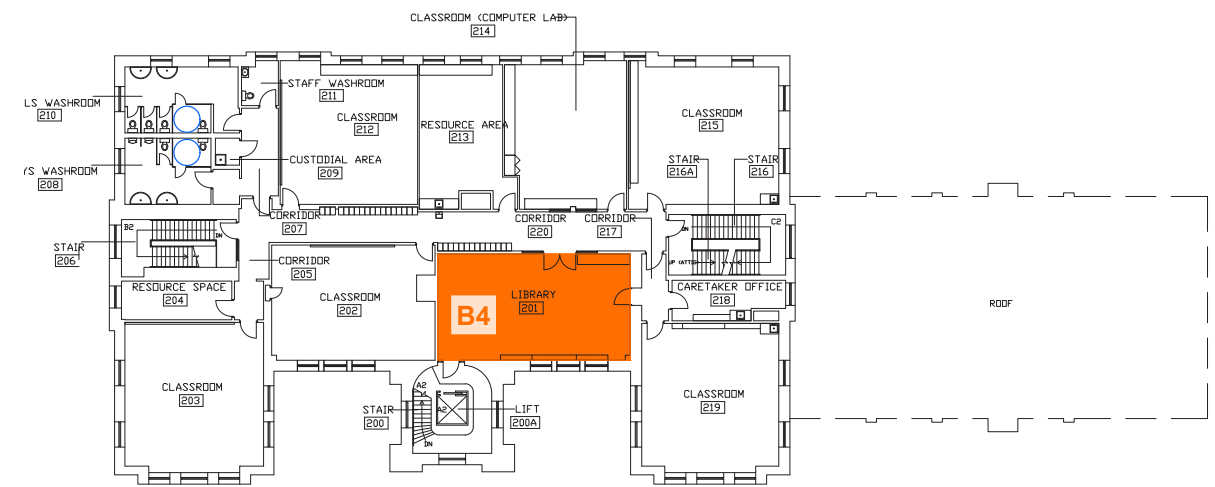 CLASSROOM (COMPUTER LAB)
214
LS WASHROOM
210
STAFF WASHROOM
211
CLASSROOM
212
RESOURCE AREA
213
CLASSROOM
215
YS WASHROOM
208
CUSTODIAL AREA
209
STAIR
216A
STAIR
216
CORRIDOR
207
CORRIDOR
220
CORRIDOR
217
B2
DN
STAIR
206
DN
C2
UP (ATTIC)
CORRIDOR
205
RESOURCE SPACE
204
CLASSROOM
202
B4
LIBRARY
201
CARETAKER OFFICE
218
ROOF
CLASSROOM
203
CLASSROOM
219
A2
A2
STAIR
200
LIFT
200A
DN